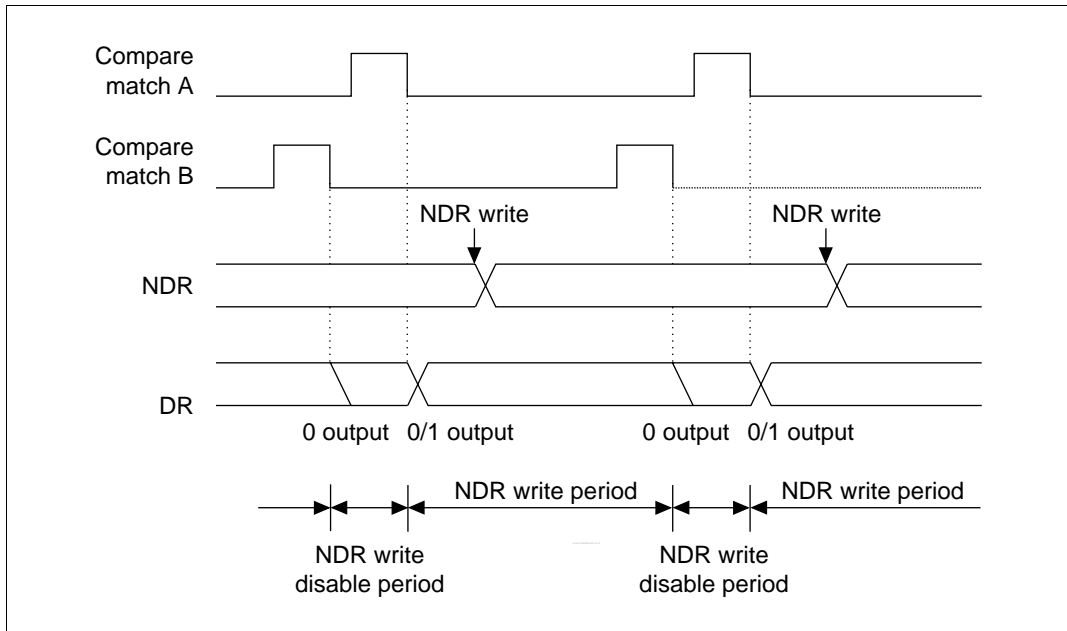 Compare
match A
Compare
match B
NDR write NDR write
NDR
DR
0 output 0/1 output 0 output 0/1 output
NDR write period NDR write period
NDR write
disable period
NDR write
disable period